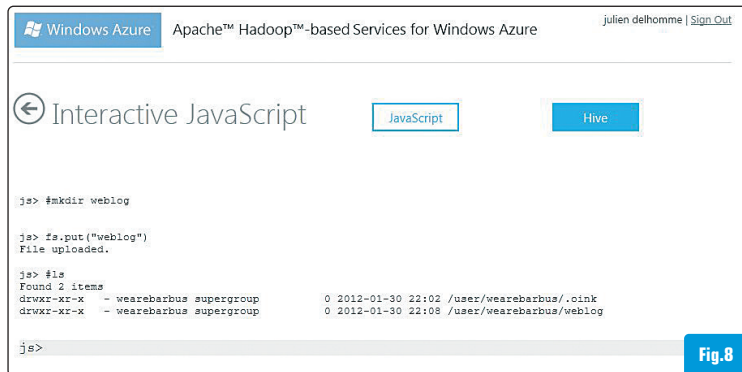 Windows Azure
Apache™ Hadoop™-based Services for Windows Azure
julien delhomme | Sign Out
Interactive JavaScript
JavaScript
Hive
js> #mkdir weblog
js> fs.put("weblog")
File uploaded.
js> #ls
Found 2 items
drwxr-xr-x - wearebarbus supergroup 0 2012-01-30 22:02 /user/wearebarbus/.oink
drwxr-xr-x - wearebarbus supergroup 0 2012-01-30 22:08 /user/wearebarbus/weblog
js>
Fig.8